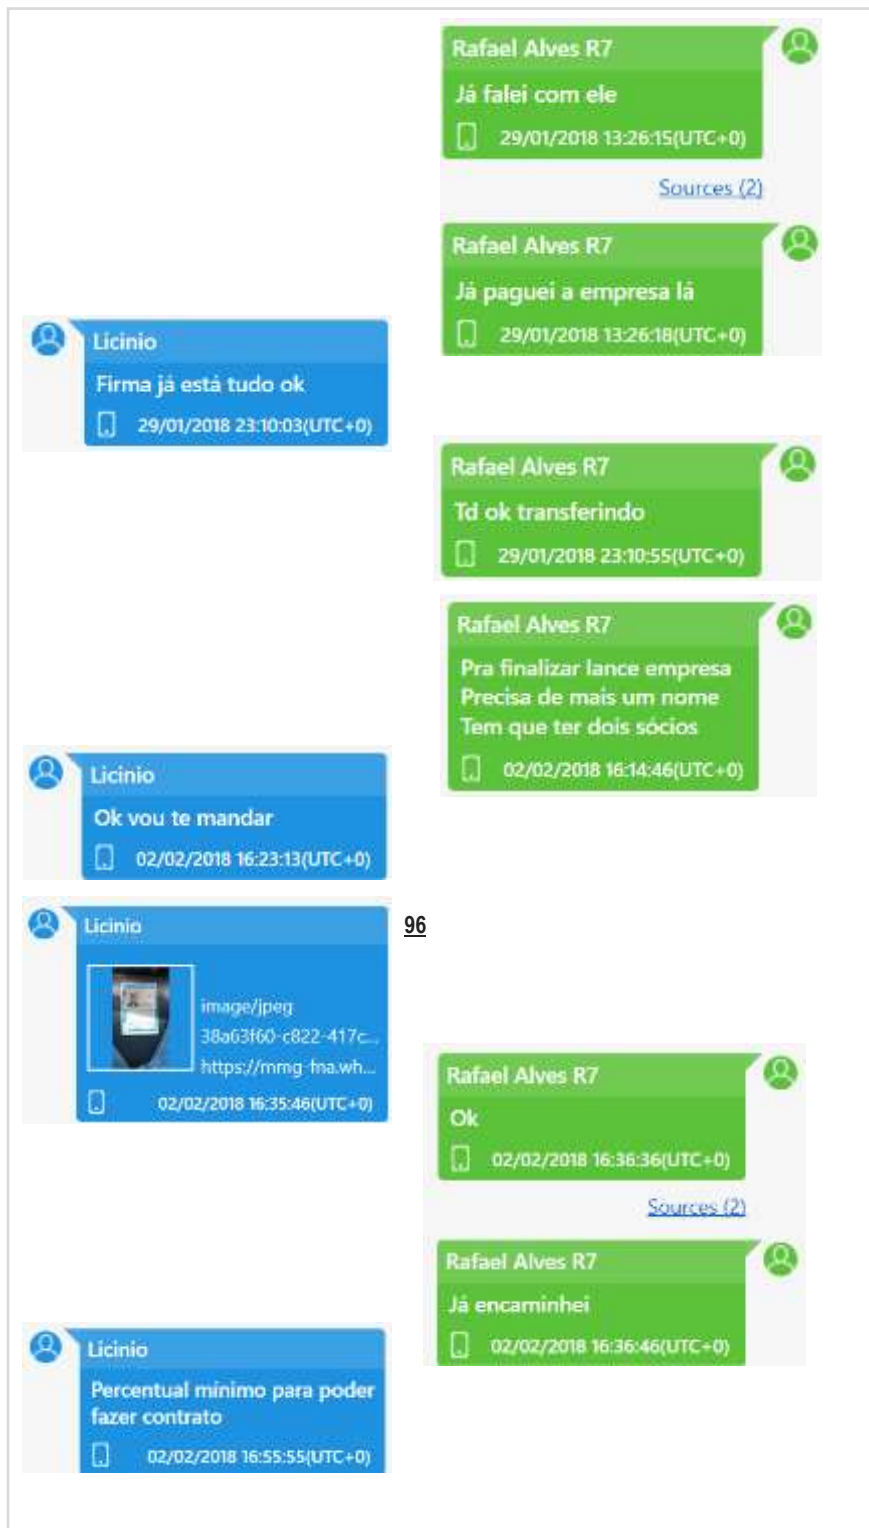 Rafael Alves R7
Já falei com ele
29/01/2018 13:26:15(UTC+0)
Sources (2)
Rafael Alves R7
Já paguei a empresa lá
29/01/2018 13:26:18(UTC+0)
Licinio
Firma já está tudo ok
29/01/2018 23:10:03(UTC+0)
Rafael Alves R7
Td ok transferindo
29/01/2018 23:10:55(UTC+0)
Rafael Alves R7
Pra finalizar lance empresa
Precisa de mais um nome
Tem que ter dois sócios
02/02/2018 16:14:46(UTC+0)
Licinio
Ok vou te mandar
02/02/2018 16:23:13(UTC+0)
Licinio
96
image/jpeg
38a63f60-c822-417c...
https://mmg-fna.wh...
02/02/2018 16:35:46(UTC+0)
Rafael Alves R7
Ok
02/02/2018 16:36:36(UTC+0)
Sources (2)
Rafael Alves R7
Já encaminhei
02/02/2018 16:36:46(UTC+0)
Licinio
Percentual mínimo para poder
fazer contrato
02/02/2018 16:55:55(UTC+0)